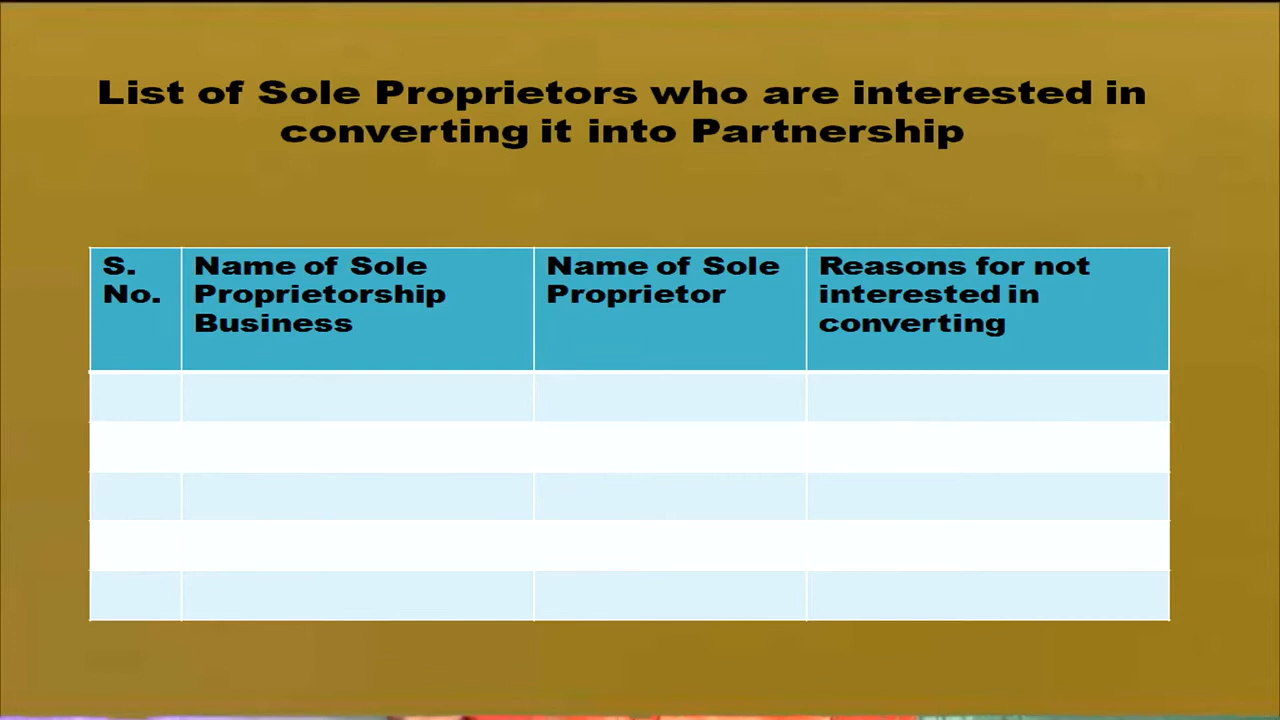 List of Sole Proprietors who are interested in
converting it into Partnership
S.
No.
Name of Sole
Proprietorship
Business
Name of Sole
Proprietor
Reasons for not
interested in
converting